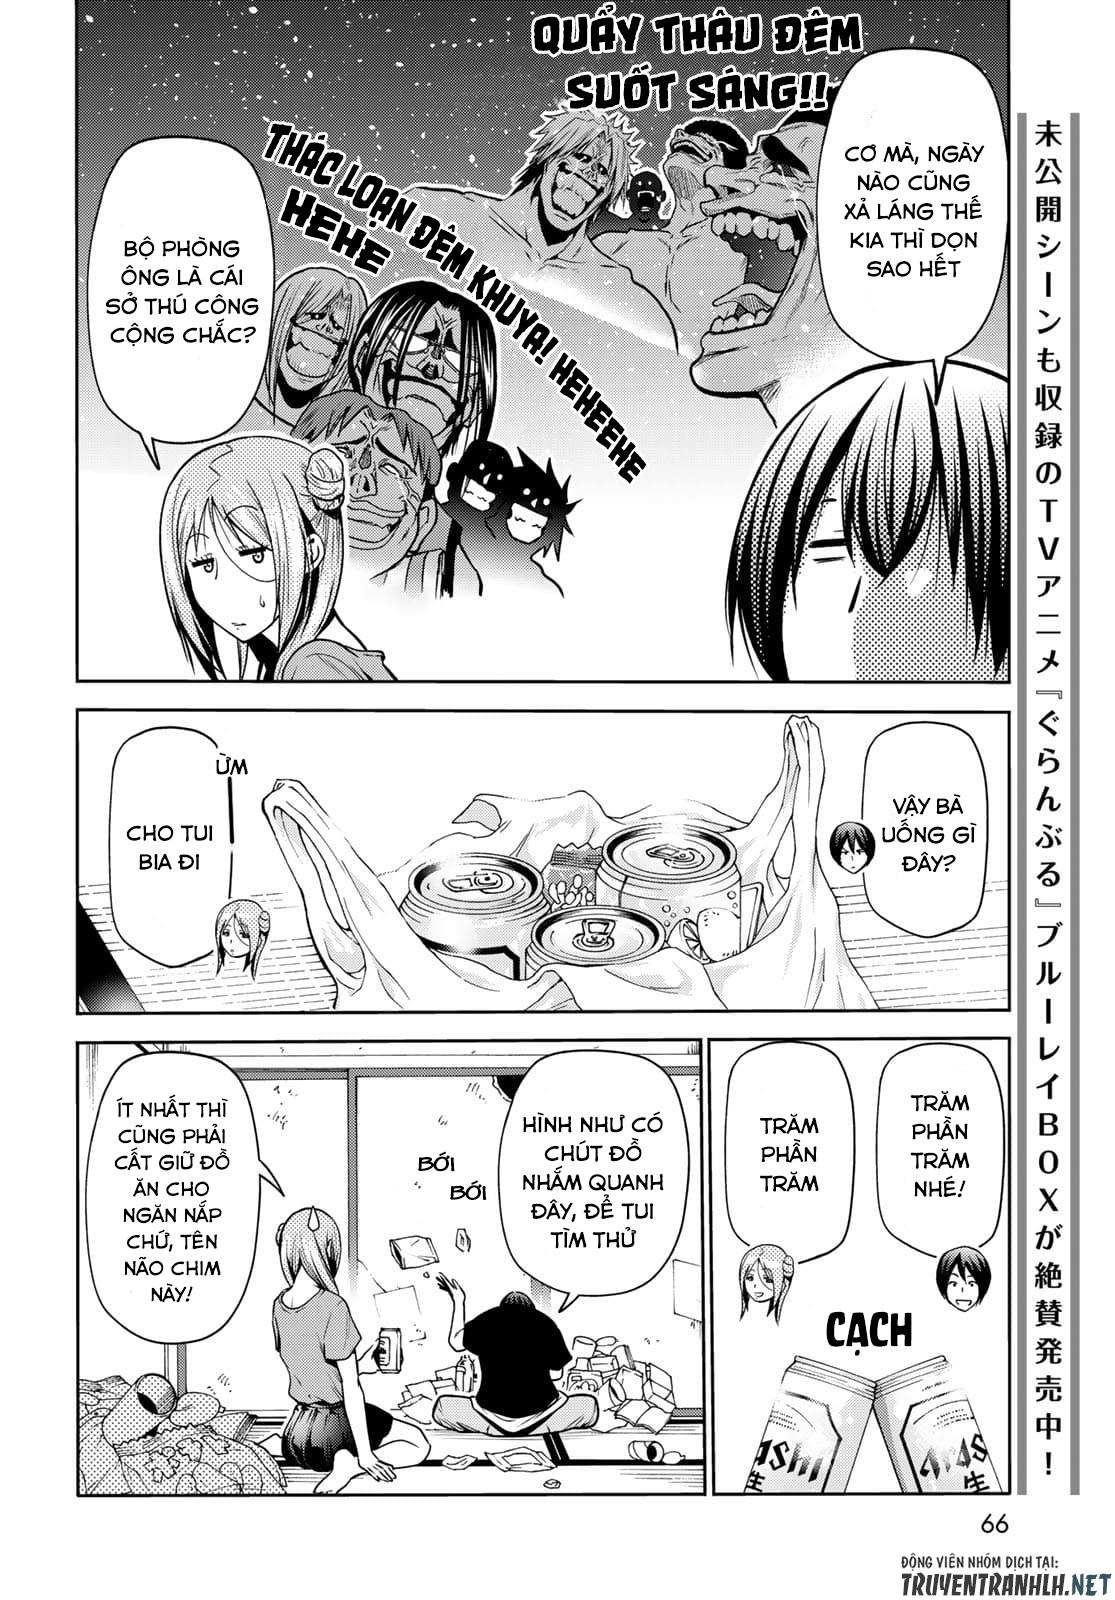 QUẨY THÂU ĐÊM
SUỐT SÁNG!!
CƠ MÀ, NGÀY
NÀO CŨNG
XẢ LÁNG THẾ
KIA THÌ DỌN
SAO HẾT
THÁC LOẠN ĐÊM KHUYA! HEHEEHE
HEHE
BỘ PHÒNG
ÔNG LÀ CÁI
SỞ THÚ CÔNG
CỘNG CHẮC?
VẬY BÀ
UỐNG GÌ
ĐÂY?
ỪM
CHO TUI
BIA ĐI
TRĂM
PHẦN
TRĂM
NHÉ!
TRĂM
PHẦN
TRĂM
CẠCH
HÌNH NHƯ CÓ
CHÚT ĐỒ
NHẮM QUANH
ĐÂY, ĐỂ TUI
TÌM THỬ
BỚI
BỚI
ÍT NHẤT THÌ
CŨNG PHẢI
CẤT GIỮ ĐỒ
ĂN CHO
NGĂN NẮP
CHỨ, TÊN
NÃO CHIM
NÀY!
未公開シーンも収録のTVアニメ『ぐらんぶる』ブルーレイBOXが絶賛発売中!
66
ĐỘNG VIÊN NHÓM DỊCH TẠI:
TRUYENTRANHLH.NET